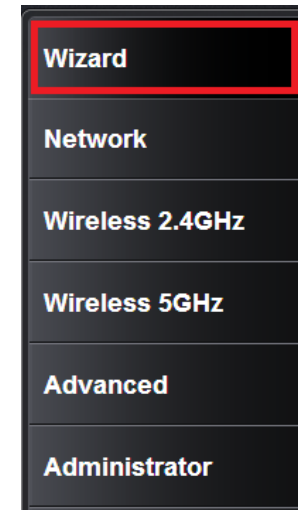 Wizard
Network
Wireless 2.4GHz
Wireless 5GHz
Advanced
Administrator